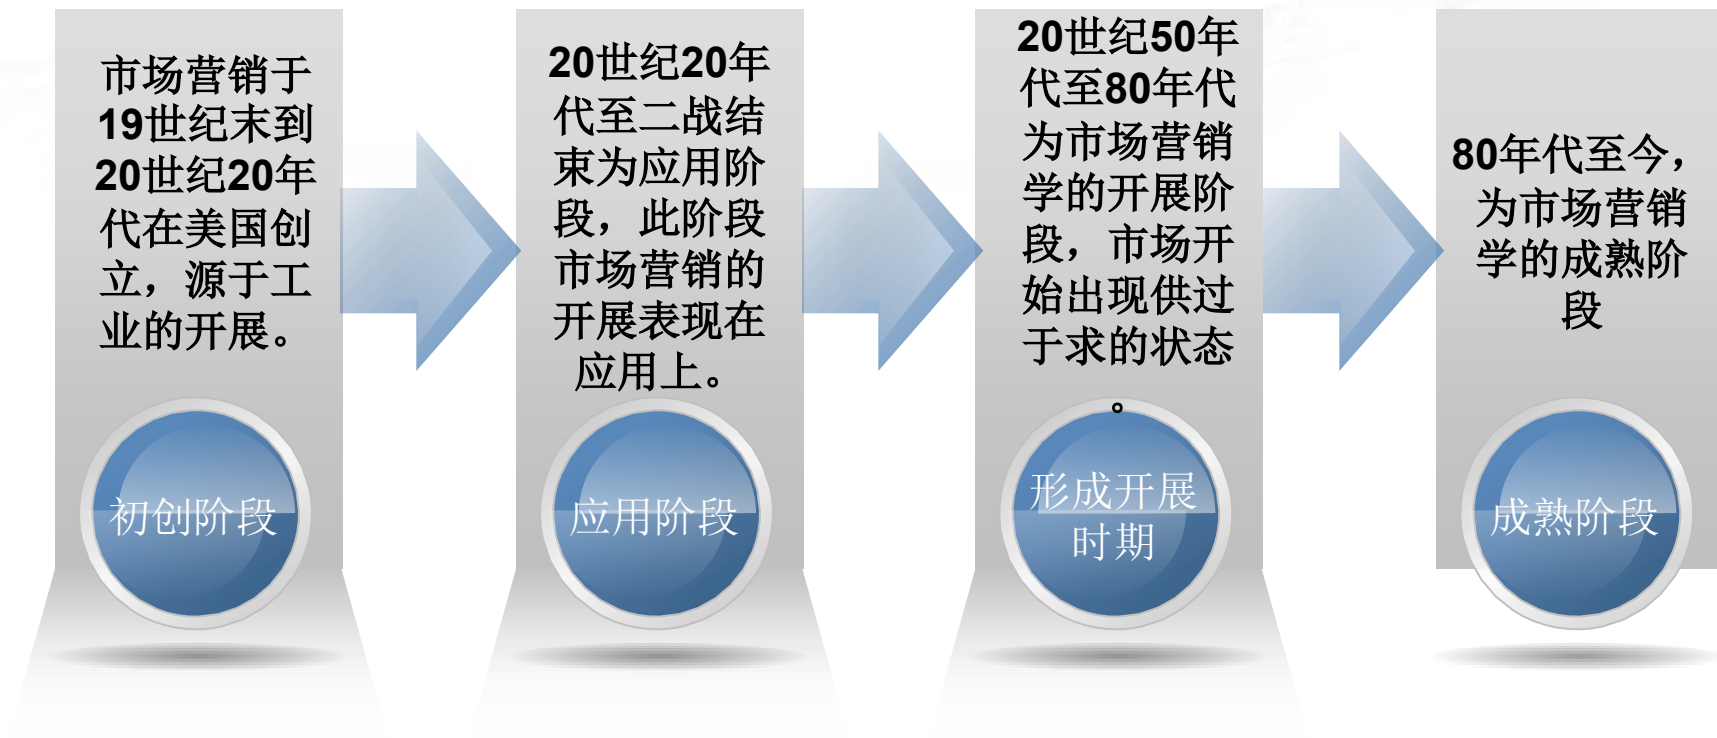 市场营销于
19世纪末到
20世纪20年
代在美国创
立，源于工
业的开展。
初创阶段
20世纪20年
代至二战结
束为应用阶
段，此阶段
市场营销的
开展表现在
应用上。
应用阶段
20世纪50年
代至80年代
为市场营销
学的开展阶
段，市场开
始出现供过
于求的状态
。
形成开展
时期
80年代至今，
为市场营销
学的成熟阶
段
成熟阶段